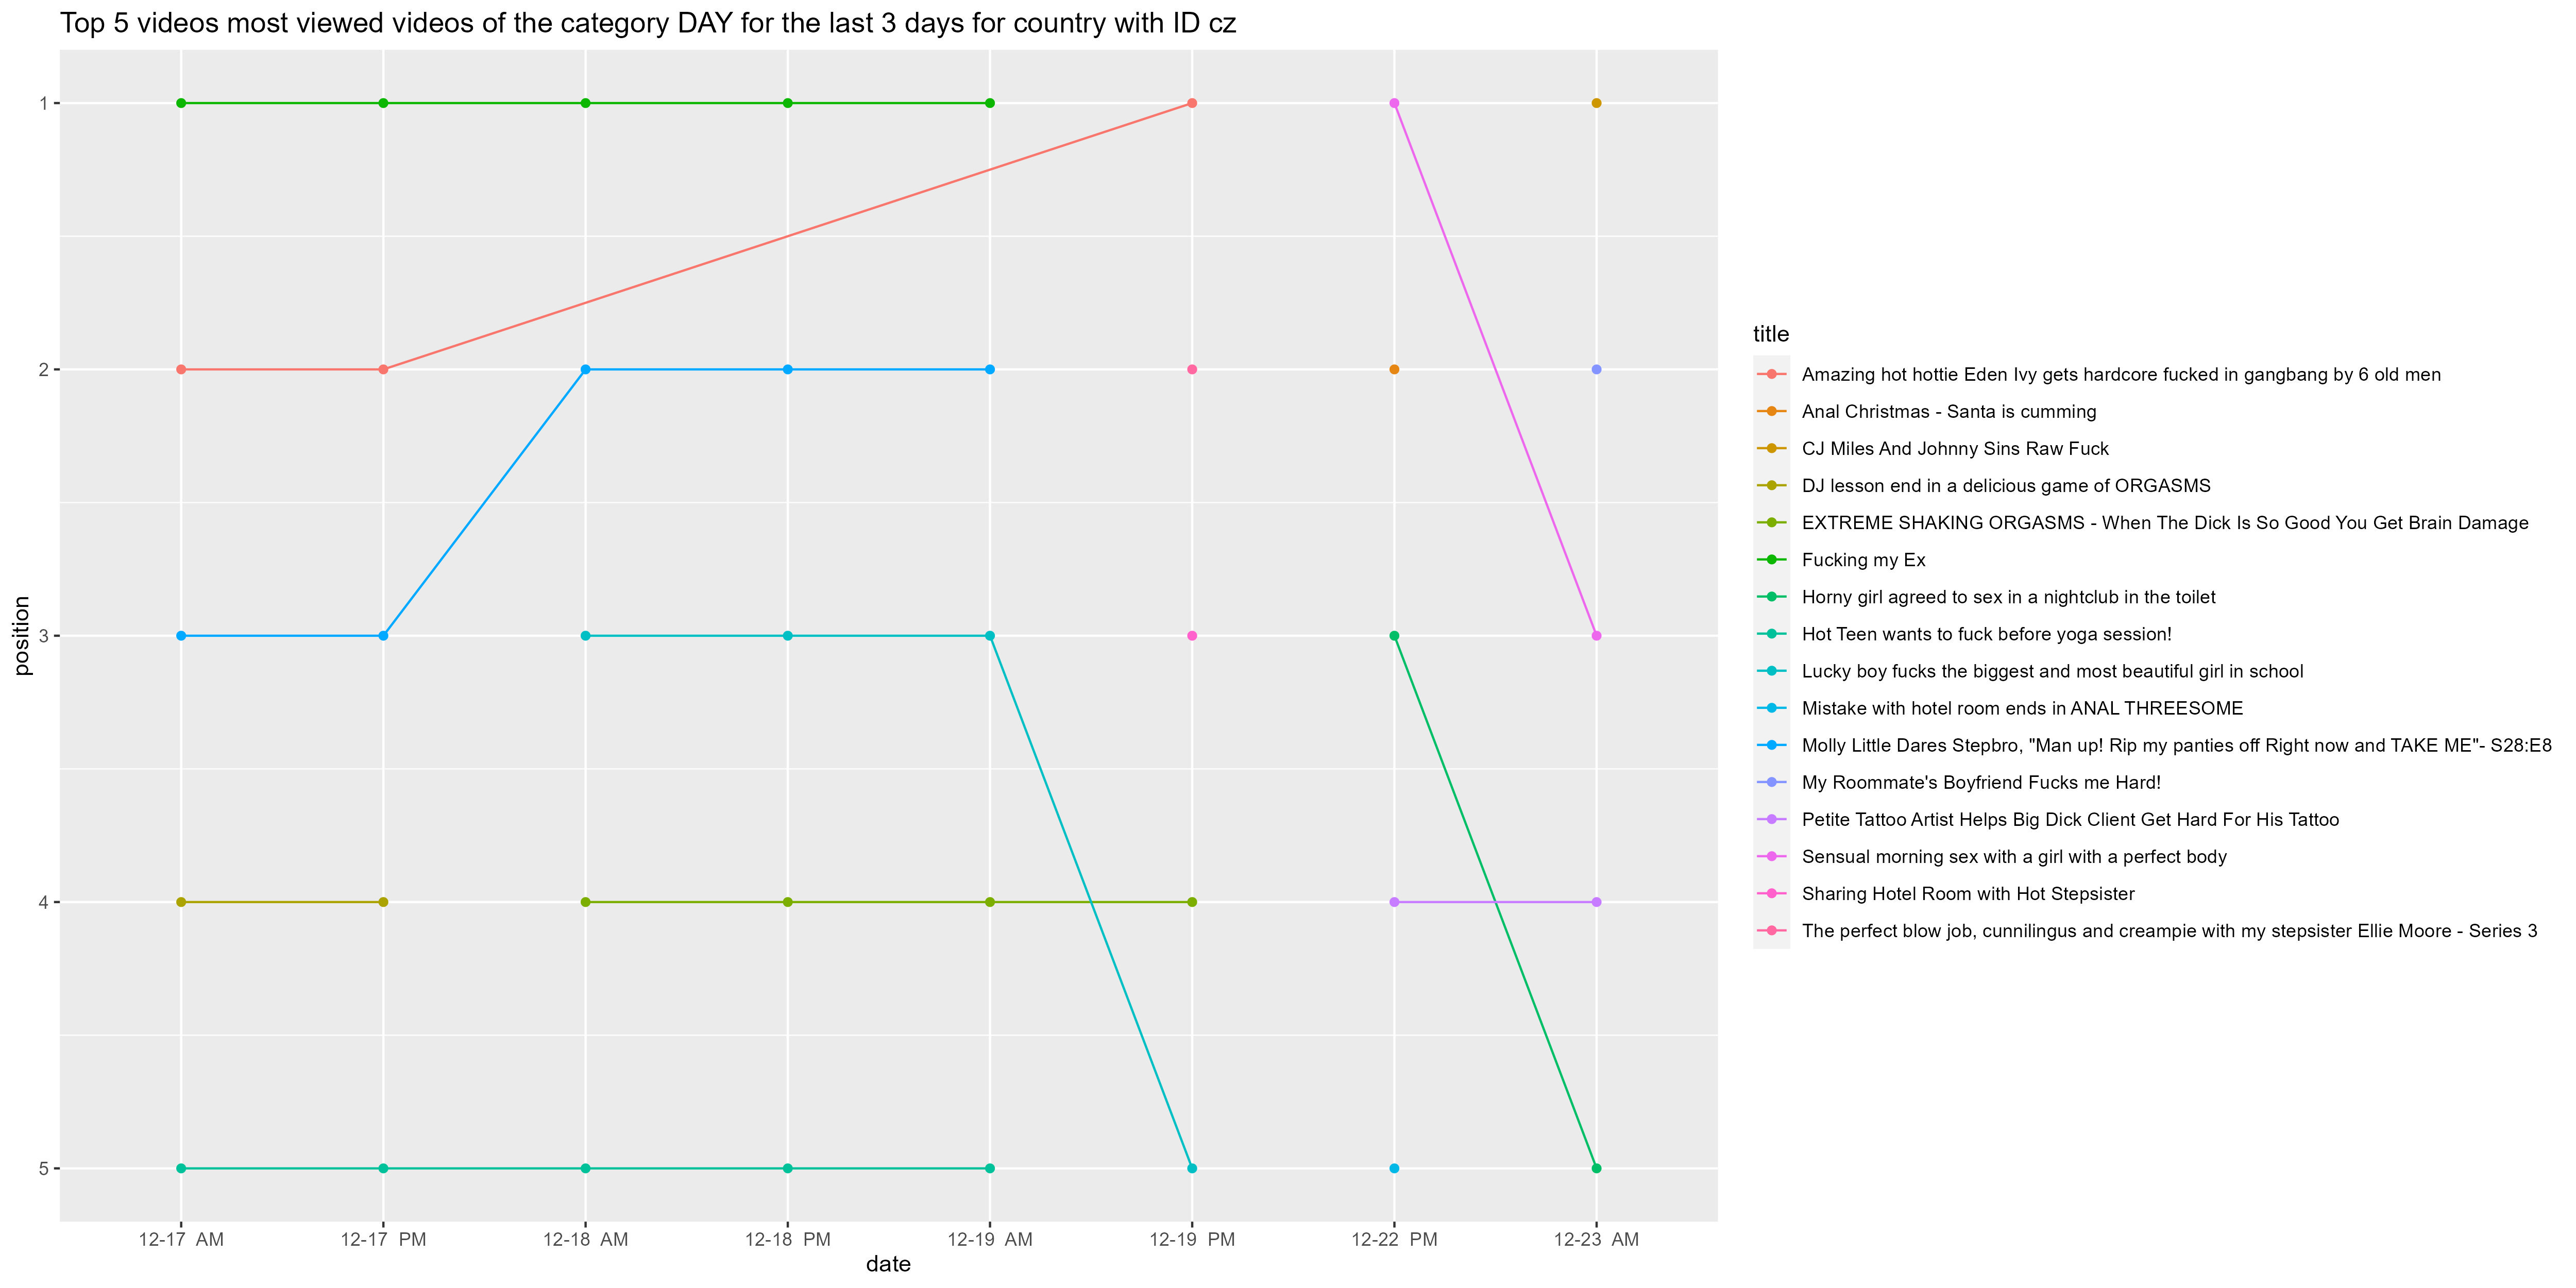 Top 5 videos most viewed videos of the category DAY for the last 3 days for country with ID cz
position
1
2
3
4
5
12-17 AM
12-17 PM
12-18 AM
12-18 PM
12-19 AM
12-19 PM
12-22 PM
12-23 AM
date
title
Amazing hot hottie Eden Ivy gets hardcore fucked in gangbang by 6 old men
Anal Christmas - Santa is cumming
CJ Miles And Johnny Sins Raw Fuck
DJ lesson end in a delicious game of ORGASMS
EXTREME SHAKING ORGASMS - When The Dick Is So Good You Get Brain Damage
Fucking my Ex
Horny girl agreed to sex in a nightclub in the toilet
Hot Teen wants to fuck before yoga session!
Lucky boy fucks the biggest and most beautiful girl in school
Mistake with hotel room ends in ANAL THREESOME
Molly Little Dares Stepbro, "Man up! Rip my panties off Right now and TAKE ME"- S28:E8
My Roommate's Boyfriend Fucks me Hard!
Petite Tattoo Artist Helps Big Dick Client Get Hard For His Tattoo
Sensual morning sex with a girl with a perfect body
Sharing Hotel Room with Hot Stepsister
The perfect blow job, cunnilingus and creampie with my stepsister Ellie Moore - Series 3